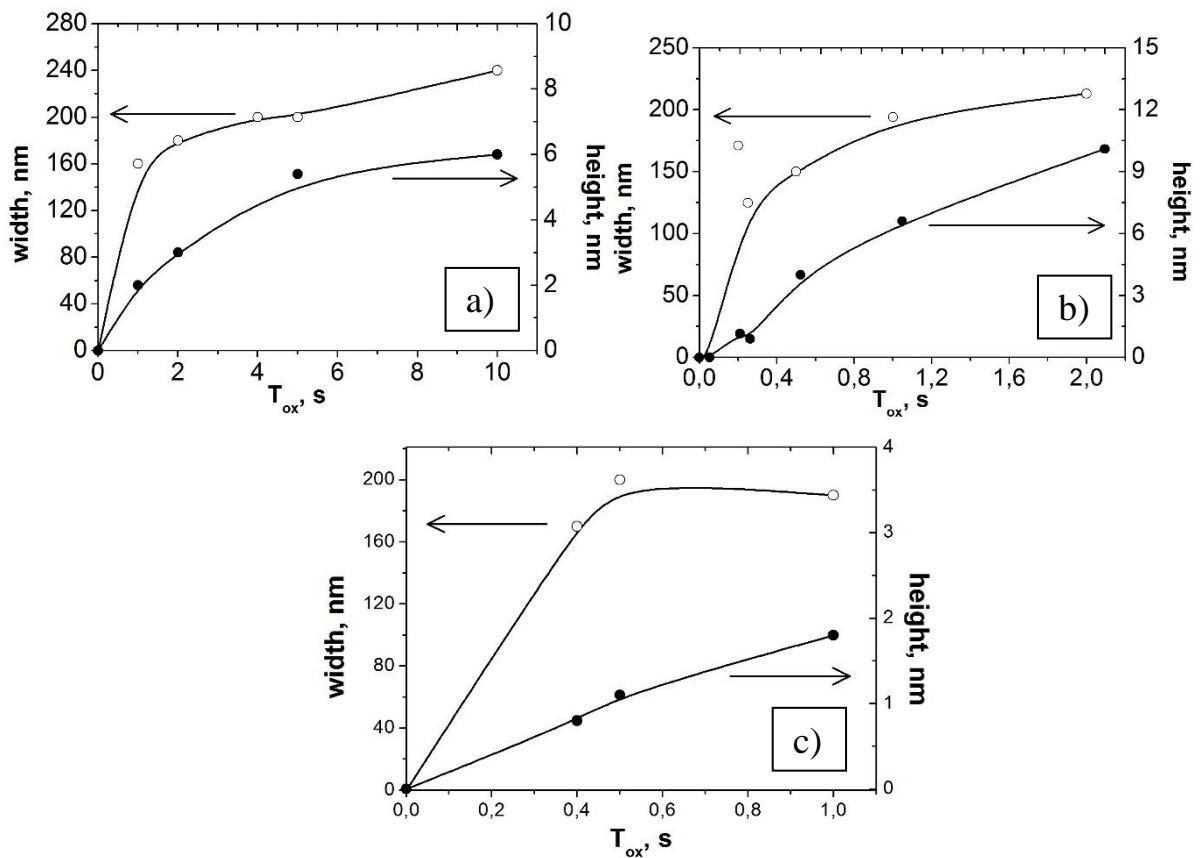 280
240
200
160
120
80
40
0
width, nm
10
8
6
4
2
0
height, nm
a)
0 2 4 6 8 10
T_ox, s
250
200
150
100
50
0
width, nm
15
12
9
6
3
0
height, nm
b)
0,0 0,4 0,8 1,2 1,6 2,0
T_ox, s
200
160
120
80
40
0
width, nm
4
3
2
1
0
height, nm
c)
0,0 0,2 0,4 0,6 0,8 1,0
T_ox, s